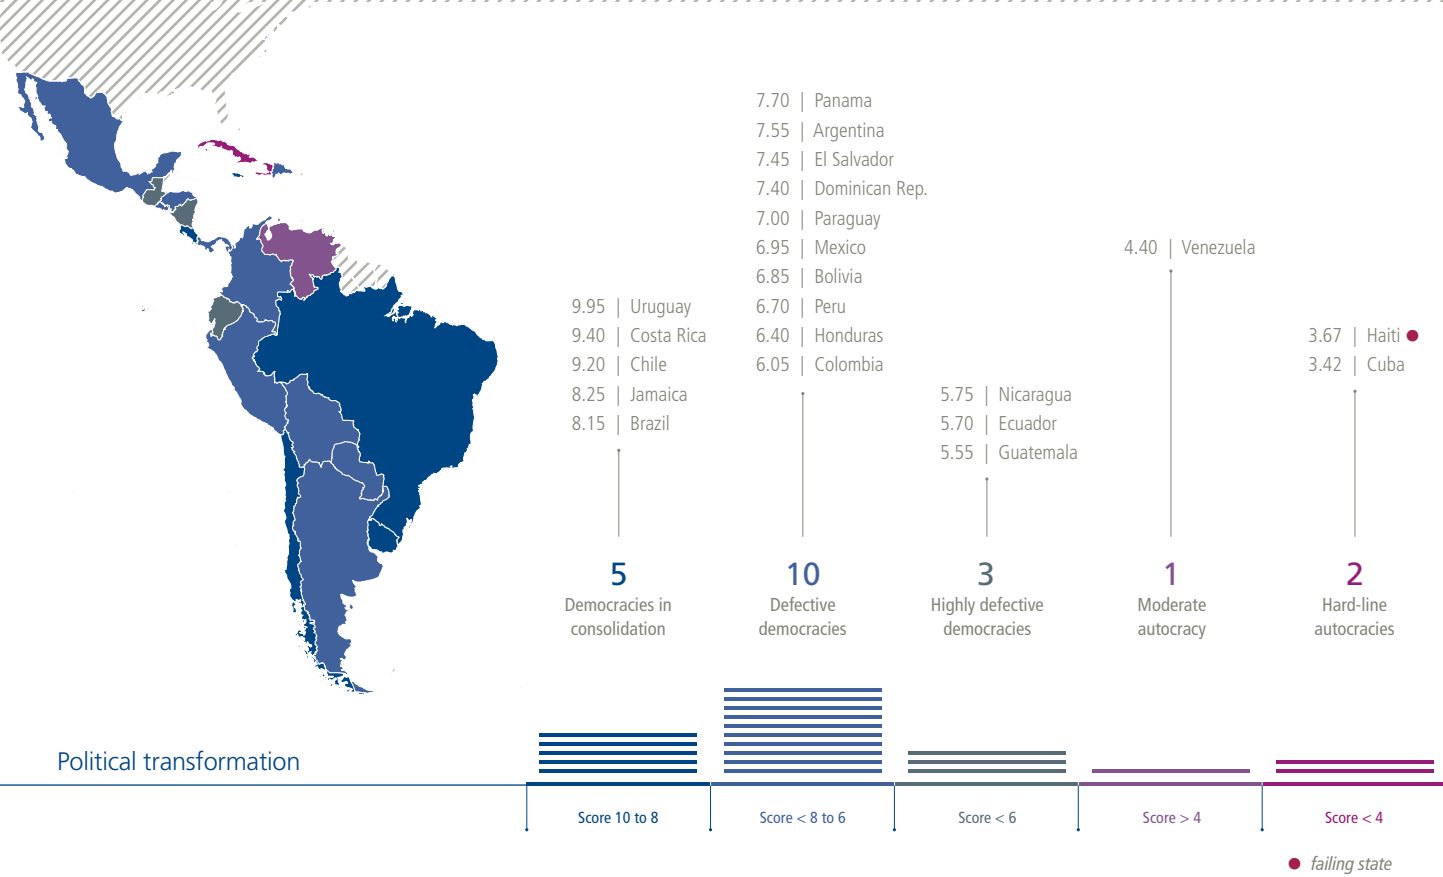 7.70 | Panama
7.55 | Argentina
7.45 | El Salvador
7.40 | Dominican Rep.
7.00 | Paraguay
6.95 | Mexico
6.85 | Bolivia
6.70 | Peru
6.40 | Honduras
6.05 | Colombia
4.40 | Venezuela
9.95 | Uruguay
9.40 | Costa Rica
9.20 | Chile
8.25 | Jamaica
8.15 | Brazil
3.67 | Haiti
3.42 | Cuba
5.75 | Nicaragua
5.70 | Ecuador
5.55 | Guatemala
5
Democracies in
consolidation
10
Defective
democracies
3
Highly defective
democracies
1
Moderate
autocracy
2
Hard-line
autocracies
Political transformation
Score 10 to 8
Score < 8 to 6
Score < 6
Score > 4
Score < 4
failing state